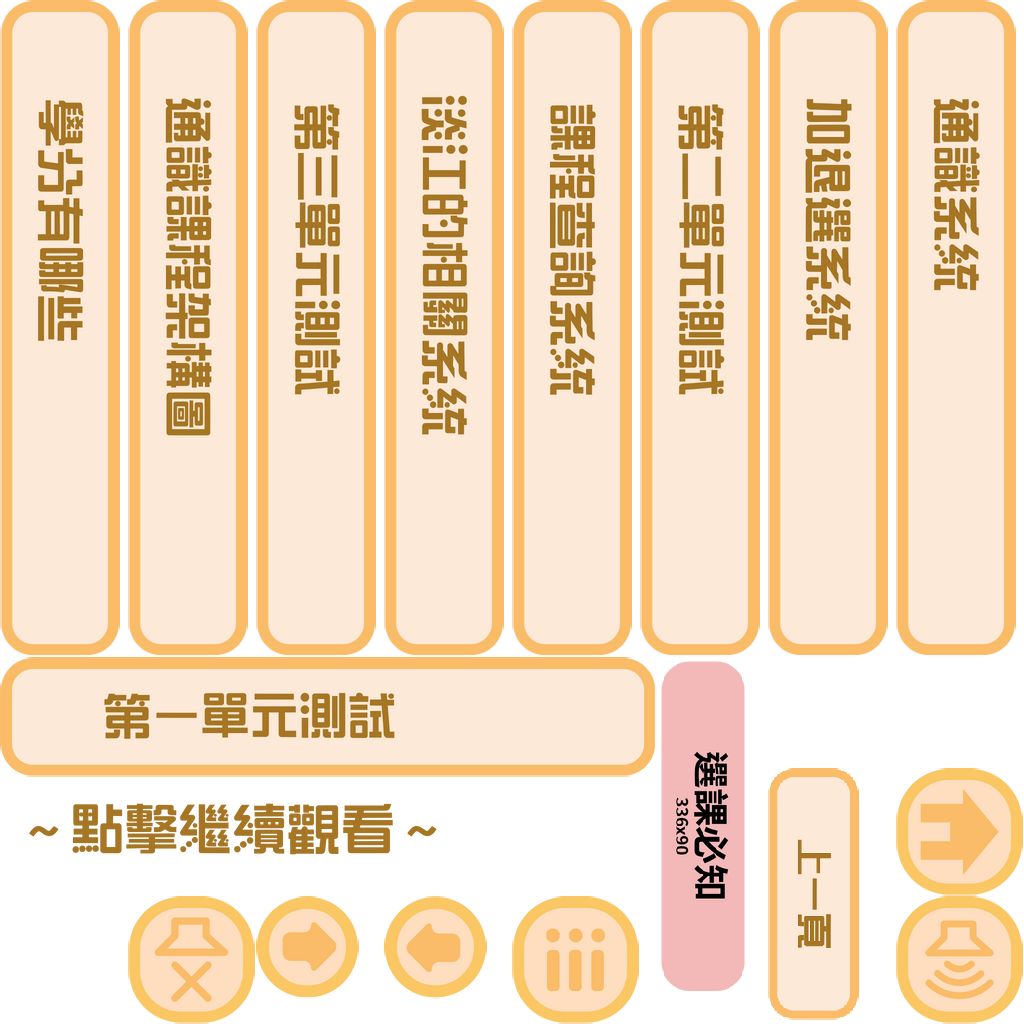 學分有哪些
通識課程架構圖
第三單元測試
淡江的相關系統
課程查詢系統
第二單元測試
加退選系統
通識系統
第一單元測試
~點擊繼續觀看~
選課必知
336x90
上一頁